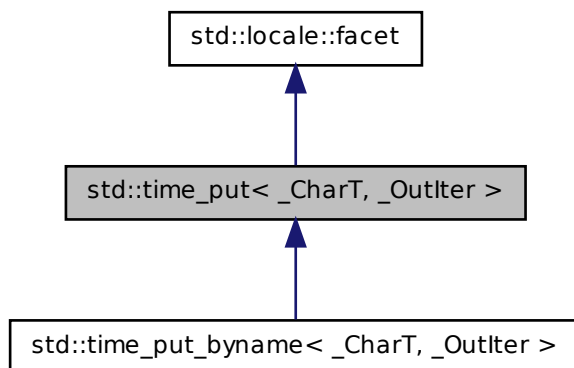 std::locale::facet
std::time_put< _CharT, _OutIter >
std::time_put_byname< _CharT, _OutIter >